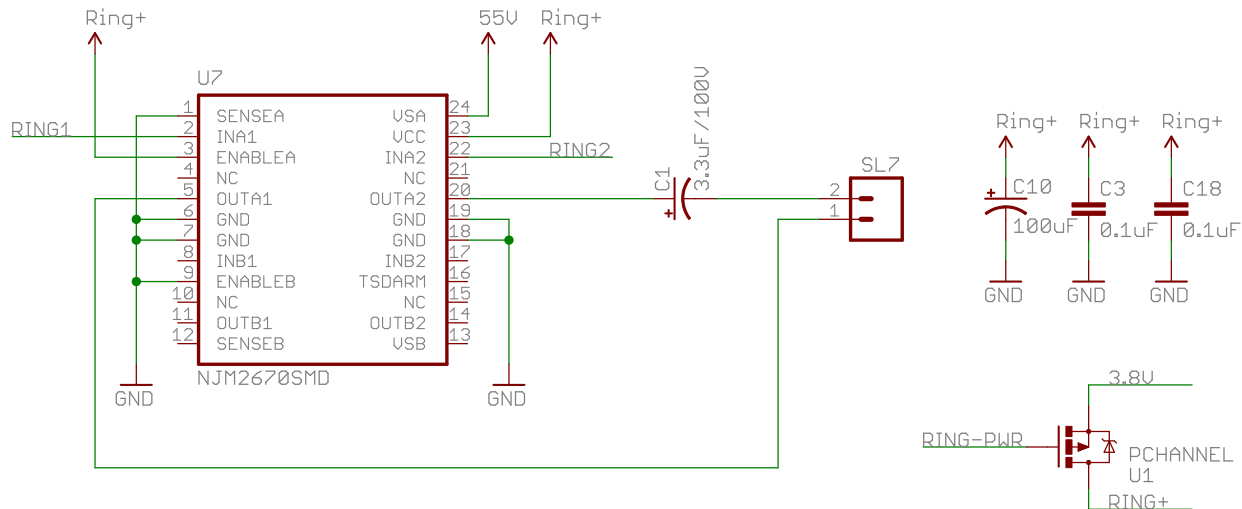 Ring+
55V
Ring+
U7
1 SENSEA VSA 24
2 INA1 VCC 23
3 ENABLEA INA2 22
4 NC NC 21
5 OUTA1 OUTA2 20
6 GND GND 19
7 GND GND 18
8 INB1 INB2 17
9 ENABLEB TSDARM 16
10 NC NC 15
11 OUTB1 OUTB2 14
12 SENSEB VSB 13
NJM2670SMD
RING1
RING2
GND
GND
C1
+
3.3uF/100V
SL7
2
1
Ring+
Ring+
Ring+
+
C10
100uF
C3
0.1uF
C18
0.1uF
GND
GND
GND
3.8V
RING-PWR
PCHANNEL
U1
RING+